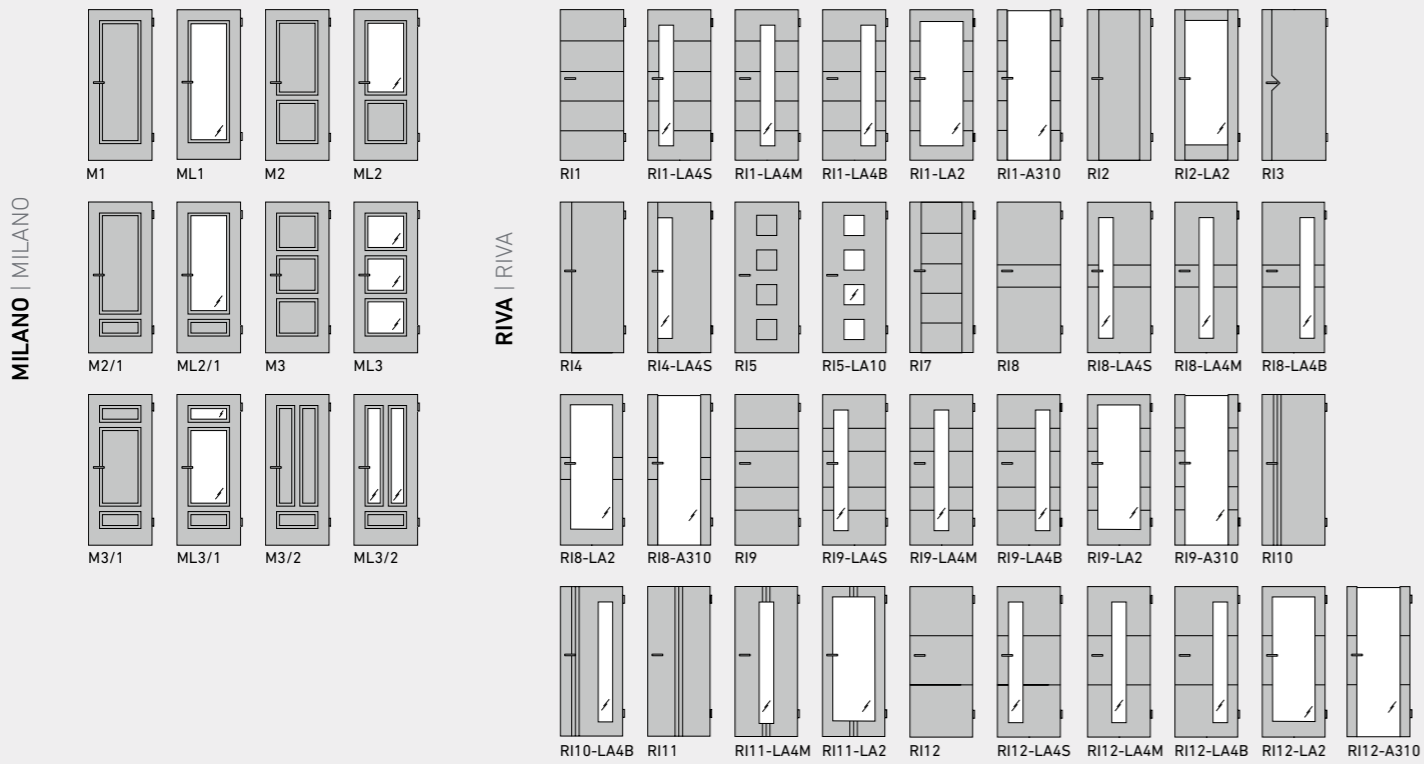 MILANO | MILANO
M1 ML1 M2 ML2
M2/1 ML2/1 M3 ML3
M3/1 ML3/1 M3/2 ML3/2
RIVA | RIVA
RI1 RI1-LA4S RI1-LA4M RI1-LA4B RI1-LA2 RI1-A310 RI2 RI2-LA2 RI3
RI4 RI4-LA4S RI5 RI5-LA10 RI7 RI8 RI8-LA4S RI8-LA4M RI8-LA4B
RI8-LA2 RI8-A310 RI9 RI9-LA4S RI9-LA4M RI9-LA4B RI9-LA2 RI9-A310 RI10
RI10-LA4B RI11 RI11-LA4M RI11-LA2 RI12 RI12-LA4S RI12-LA4M RI12-LA4B RI12-LA2 RI12-A310